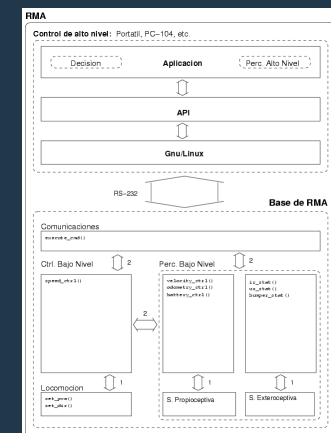 RMA
Control de alto nivel: Portatil, PC-104, etc.
Decision
Aplicacion
Perc. Alto Nivel
API
Gnu/Linux
RS-232
Base de RMA
Comunicaciones
execute_cmd()
2
2
Ctrl. Bajo Nivel
Perc. Bajo Nivel
speed_ctrl()
velocity_ctrl()
odometry_ctrl()
battery_ctrl()
ir_stat()
us_stat()
bumper_stat()
2
1
1
1
Locomocion
set_pwm()
set_dir()
S. Propioceptiva
S. Exteroceptiva